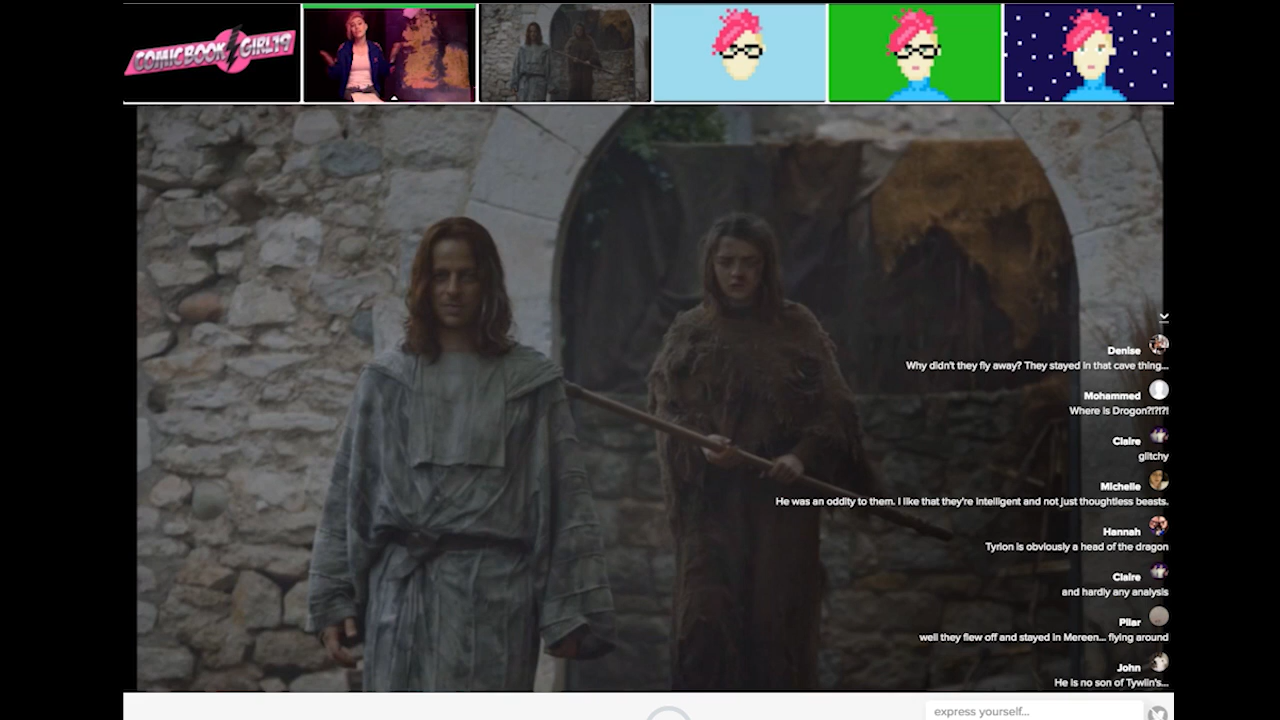 COMICBOOK GIRL19
Denise
Why didn't they fly away? They stayed in that cave thing...
Mohammed
Where is Drogon?!?!?!
Claire
glitchy
Michelle
He was an oddity to them. I like that they're intelligent and not just thoughtless beasts.
Hannah
Tyrion is obviously a head of the dragon
Claire
and hardly any analysis
Pilar
well they flew off and stayed in Mereen... flying around
John
He is no son of Tywlin's...
express yourself...